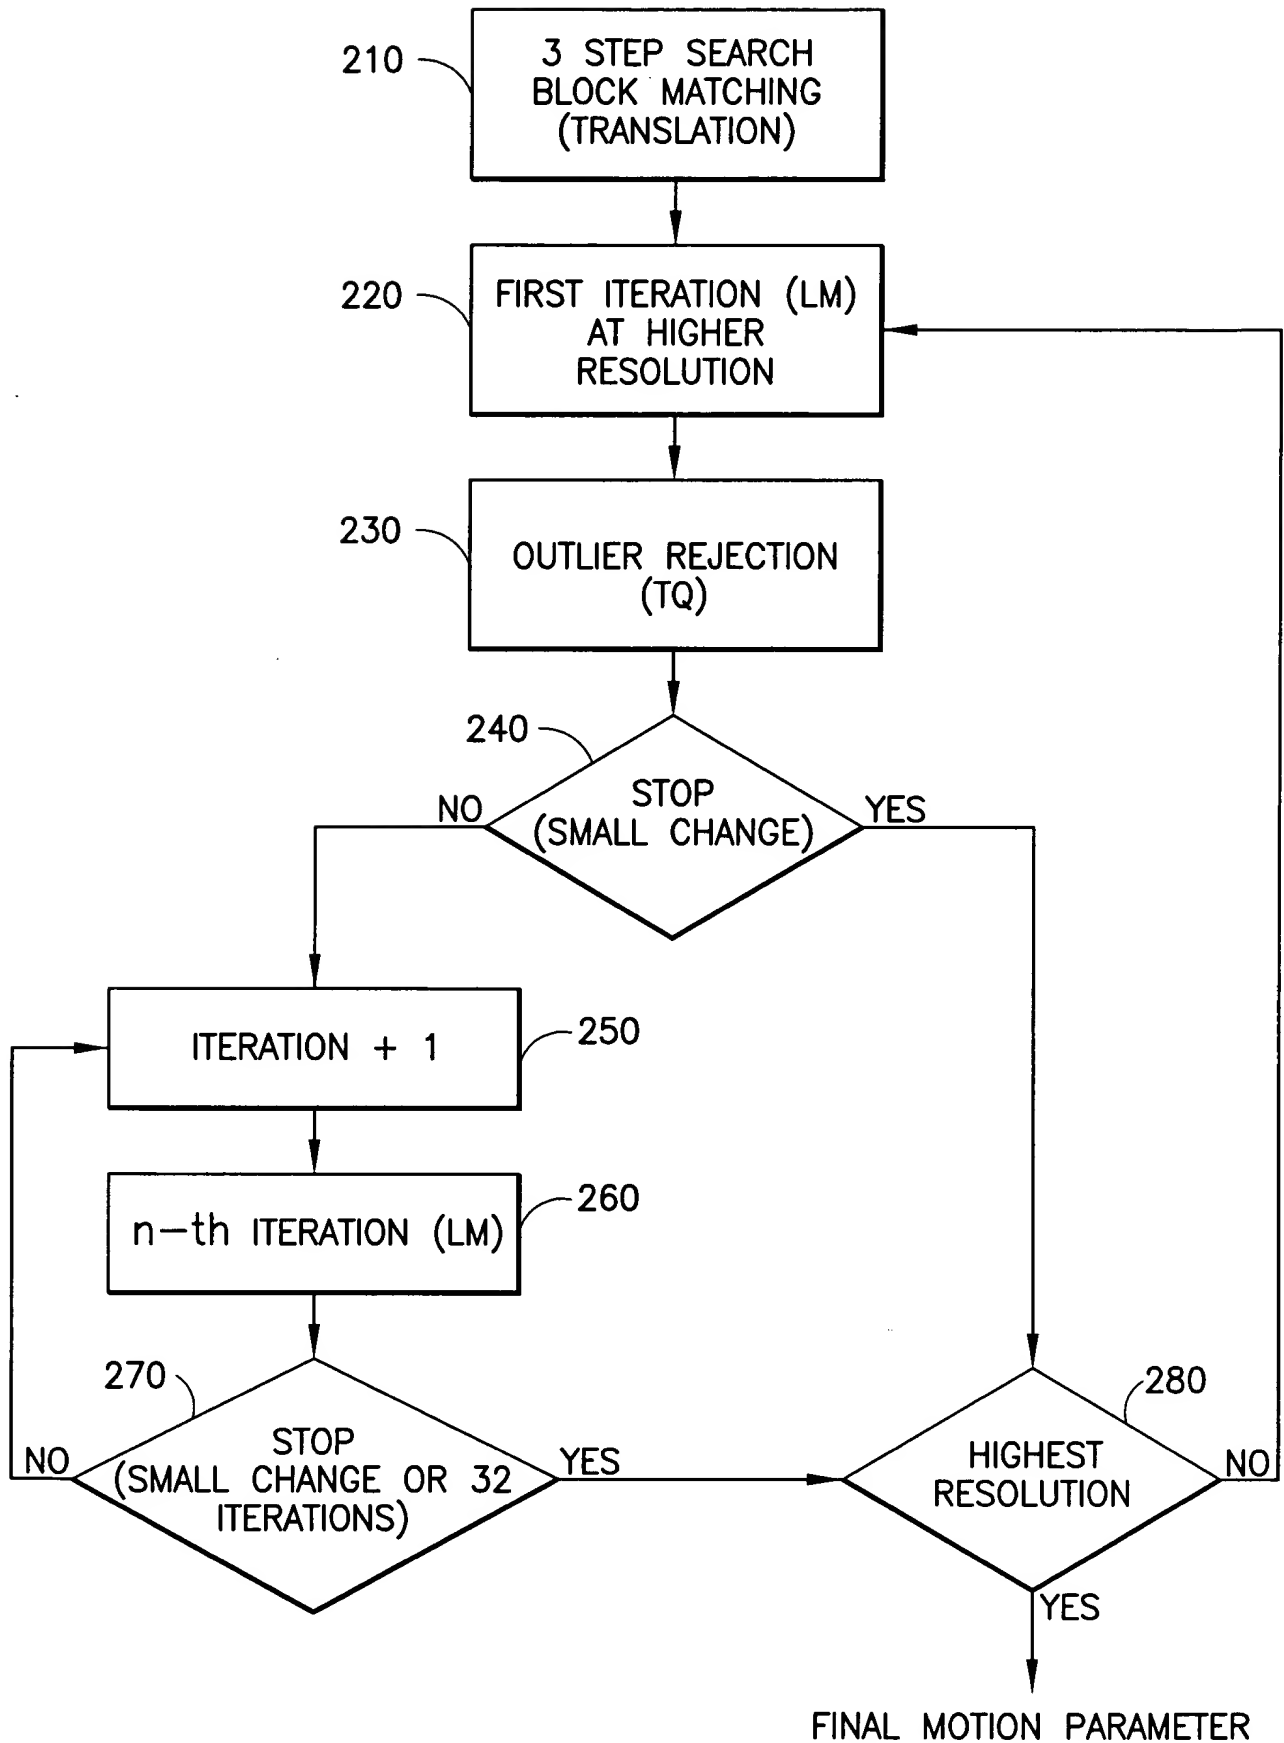 210
3 STEP SEARCH
BLOCK MATCHING
(TRANSLATION)
220
FIRST ITERATION (LM)
AT HIGHER
RESOLUTION
230
OUTLIER REJECTION
(TQ)
240
STOP
(SMALL CHANGE)
NO
YES
ITERATION + 1
250
n-th ITERATION (LM)
260
270
STOP
(SMALL CHANGE OR 32
ITERATIONS)
NO
YES
280
HIGHEST
RESOLUTION
NO
YES
FINAL MOTION PARAMETER